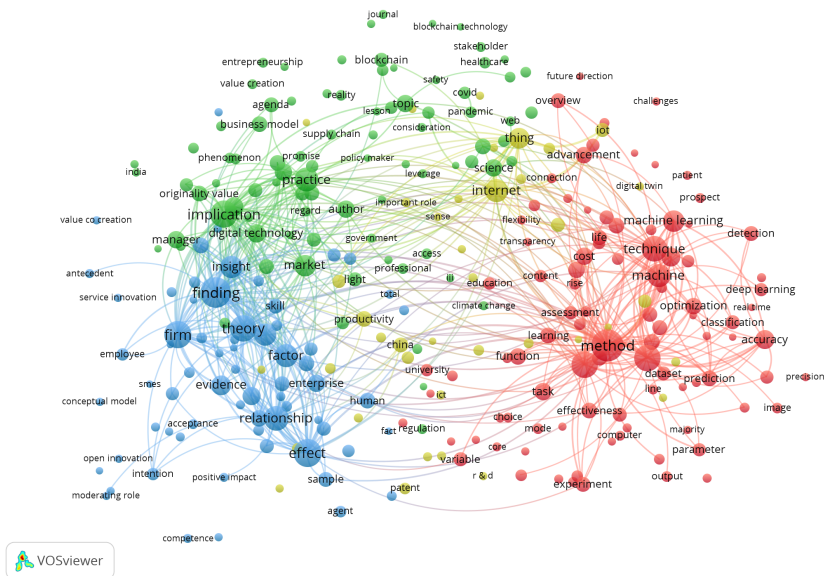 journal
blockchain technology
stakeholder
entrepreneurship
blockchain
healthcare
future direction
value creation
safety
reality
covid
overview
challenges
agenda
topic
lesson
pandemic
business model
consideration
web
supply chain
thing
iot
phenomenon
promise
policy maker
advancement
science
india
leverage
connection
patient
practice
digital twin
originality value
internet
prospect
important role
implication
regard
author
sense
flexibility
machine learning
value co creation
digital technology
government
life
detection
manager
transparency
technique
access
cost
insight
market
professional
machine
antecedent
light
iii
education
content
rise
deep learning
service innovation
finding
total
skill
climate change
optimization
real time
assessment
productivity
classification
firm
theory
learning
accuracy
china
method
employee
factor
function
university
dataset
prediction
precision
smes
evidence
enterprise
line
ict
task
conceptual model
human
image
effectiveness
relationship
choice
acceptance
fact
regulation
mode
majority
computer
core
effect
parameter
open innovation
variable
intention
positive impact
sample
r & d
output
patent
experiment
moderating role
agent
competence
VOSviewer